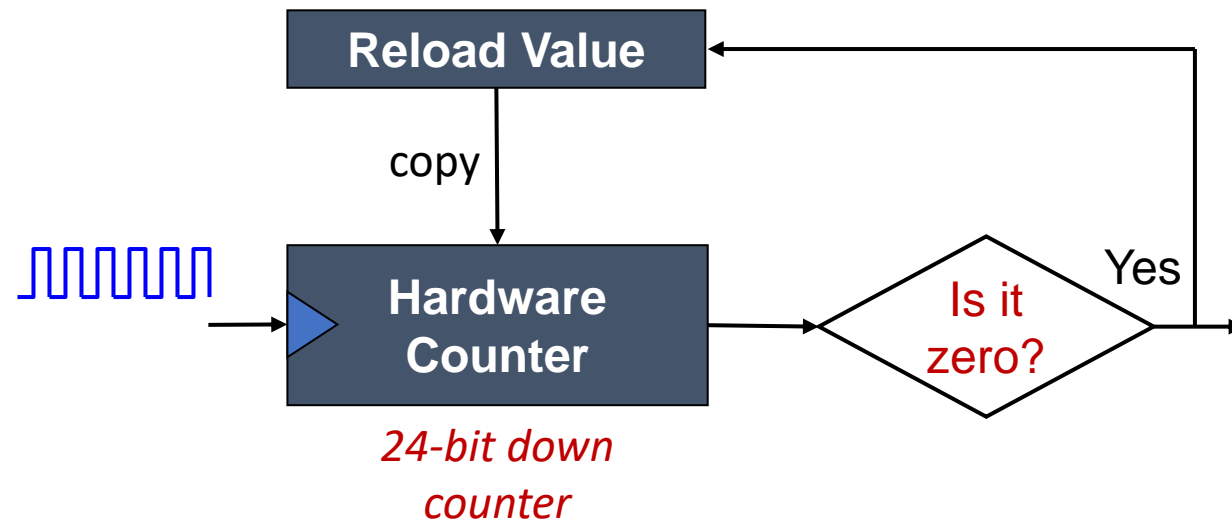 Reload Value
copy
Hardware
Counter
Is it
zero?
Yes
24-bit down
counter